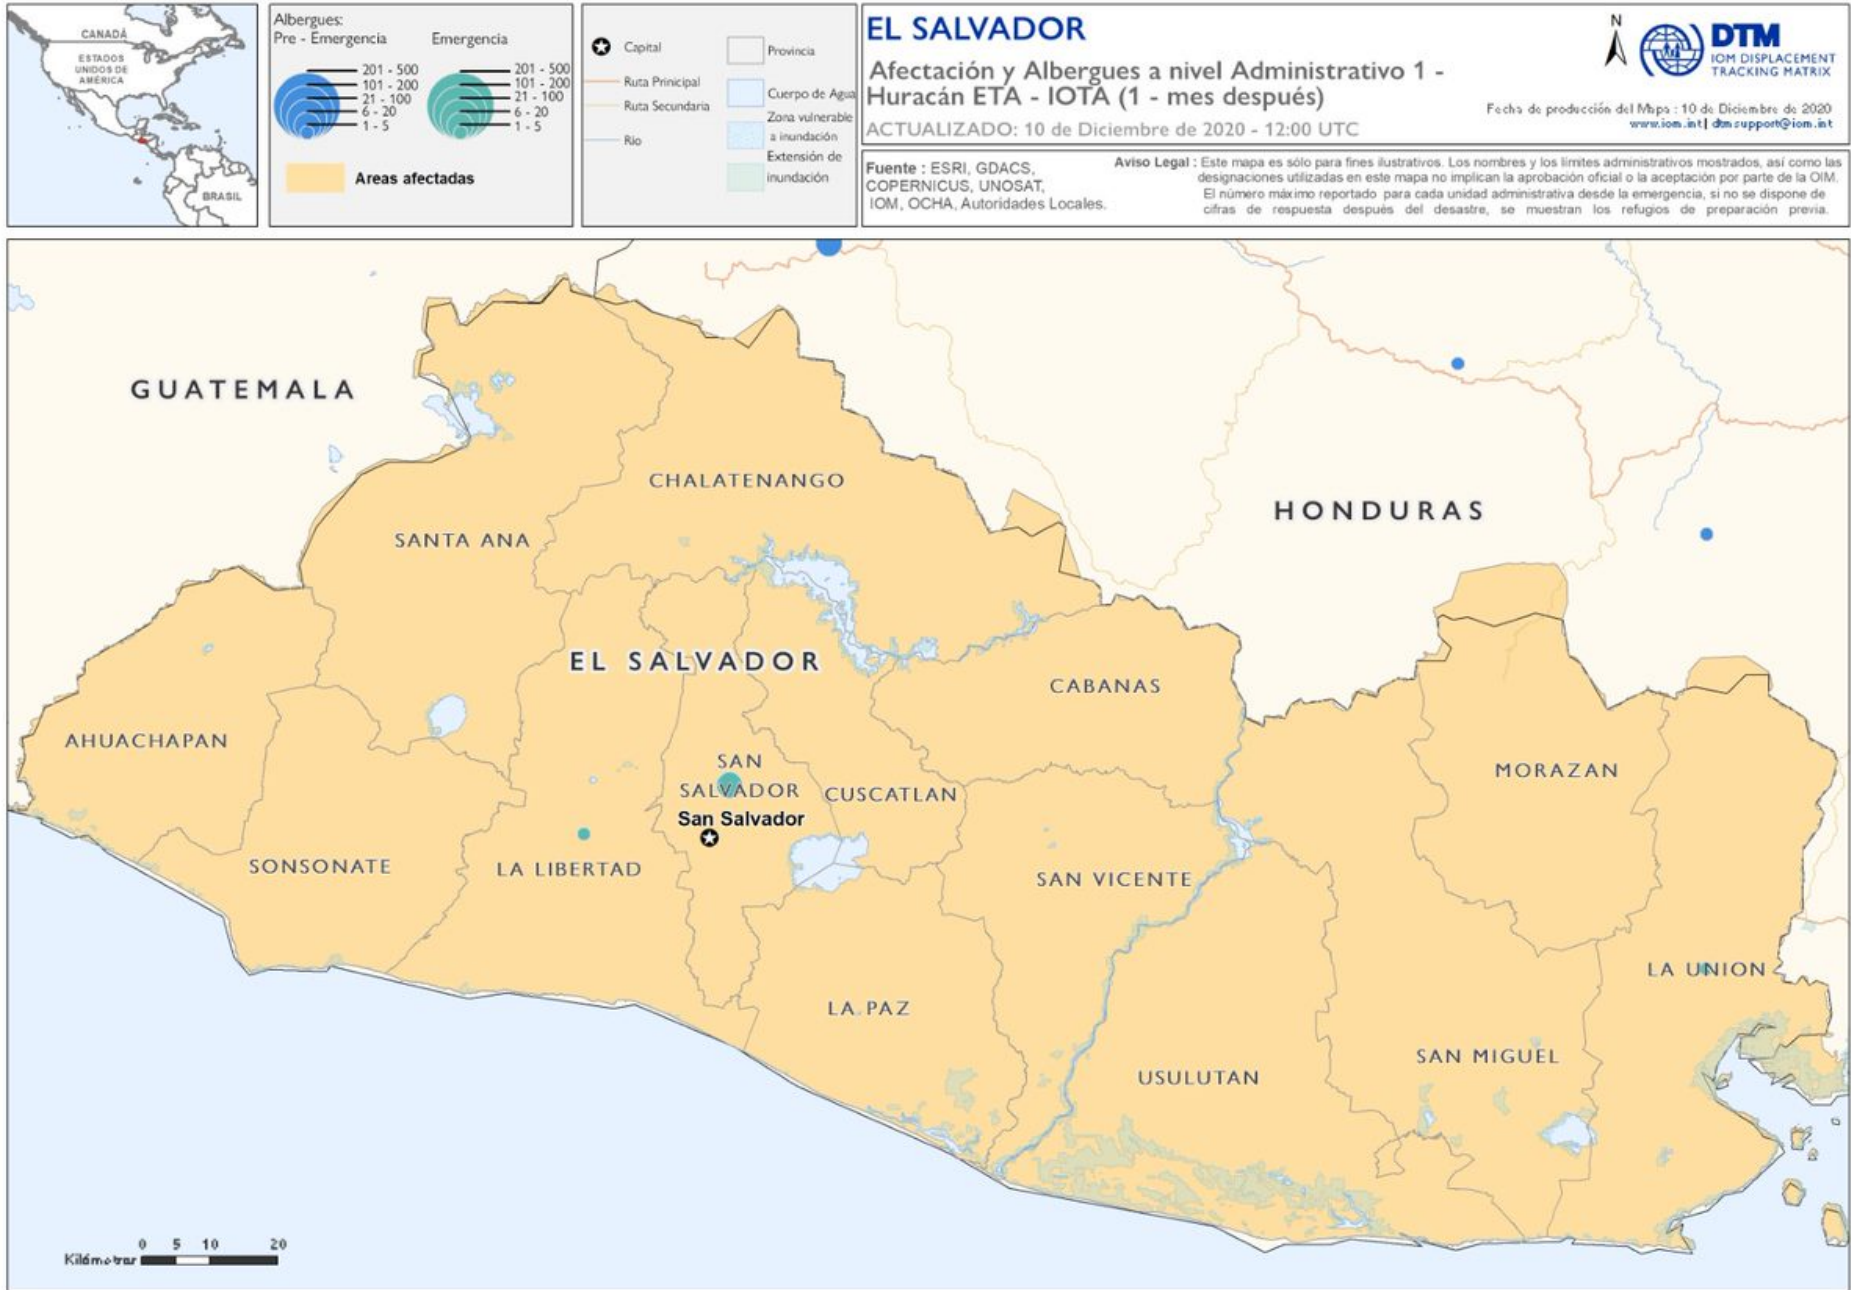 CANADÁ
ESTADOS
UNIDOS DE
AMÉRICA
BRASIL
Albergues:
Pre - Emergencia
Emergencia
201 - 500
101 - 200
21 - 100
6 - 20
1 - 5
201 - 500
101 - 200
21 - 100
6 - 20
1 - 5
Areas afectadas
Capital
Ruta Prinicipal
Ruta Secundaria
Río
Provincia
Cuerpo de Agua
Zona vulnerable
a inundación
Extensión de
inundación
EL SALVADOR
Afectación y Albergues a nivel Administrativo 1 -
Huracán ETA - IOTA (1 - mes después)
ACTUALIZADO: 10 de Diciembre de 2020 - 12:00 UTC
N
DTM
IOM DISPLACEMENT
TRACKING MATRIX
Fecha de producción del Mapa : 10 de Diciembre de 2020
www.iom.int| dtmsupport@iom.int
Fuente : ESRI, GDACS,
COPERNICUS, UNOSAT,
IOM, OCHA, Autoridades Locales.
Aviso Legal : Este mapa es sólo para fines ilustrativos. Los nombres y los límites administrativos mostrados, así como las
designaciones utilizadas en este mapa no implican la aprobación oficial o la aceptación por parte de la OIM.
El número máximo reportado para cada unidad administrativa desde la emergencia, si no se dispone de
cifras de respuesta después del desastre, se muestran los refugios de preparación previa.
GUATEMALA
CHALATENANGO
HONDURAS
SANTA ANA
EL SALVADOR
CABANAS
AHUACHAPAN
SAN
SALVADOR
San Salvador
CUSCATLAN
MORAZAN
SONSONATE
LA LIBERTAD
SAN VICENTE
LA UNION
LA PAZ
SAN MIGUEL
USULUTAN
Kilómetros
0 5 10 20